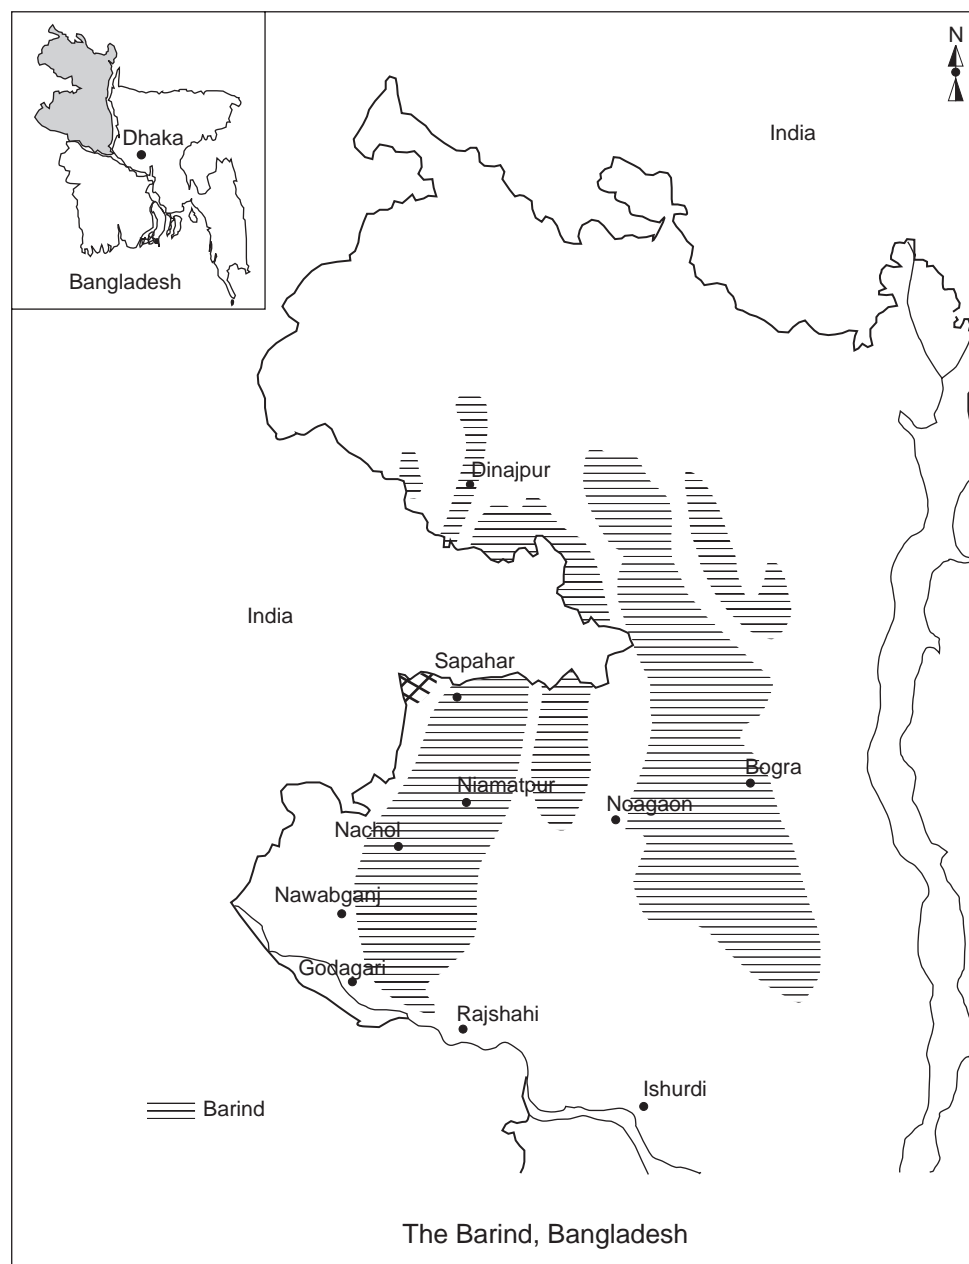 N
India
Dhaka
Bangladesh
Dinajpur
India
Sapahar
Bogra
Niamatpur
Noagaon
Nachol
Nawabganj
Godagari
Rajshahi
Ishurdi
Barind
The Barind, Bangladesh